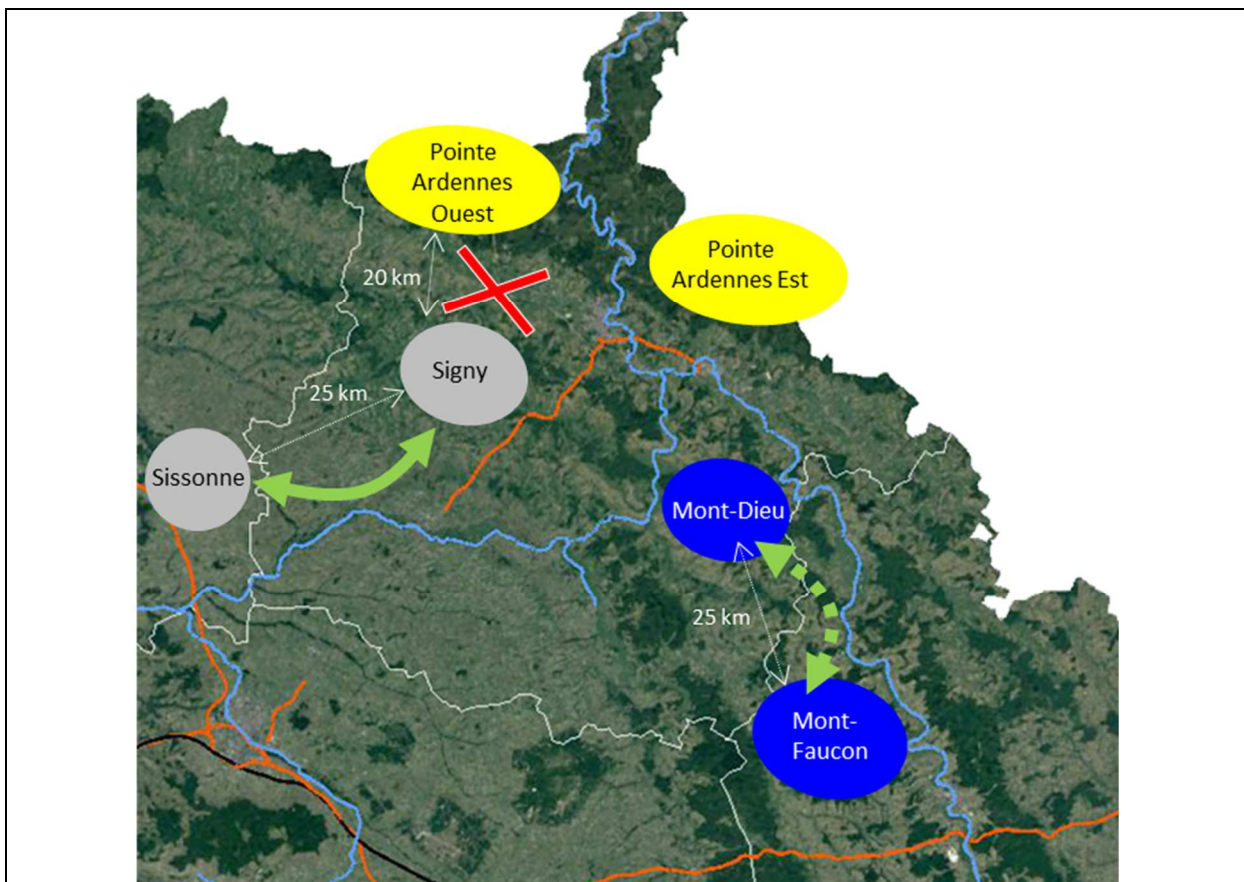 Pointe
Ardennes
Ouest
Pointe
Ardennes Est
20 km
Signy
25 km
Sissonne
Mont-Dieu
25 km
Mont-
Faucon